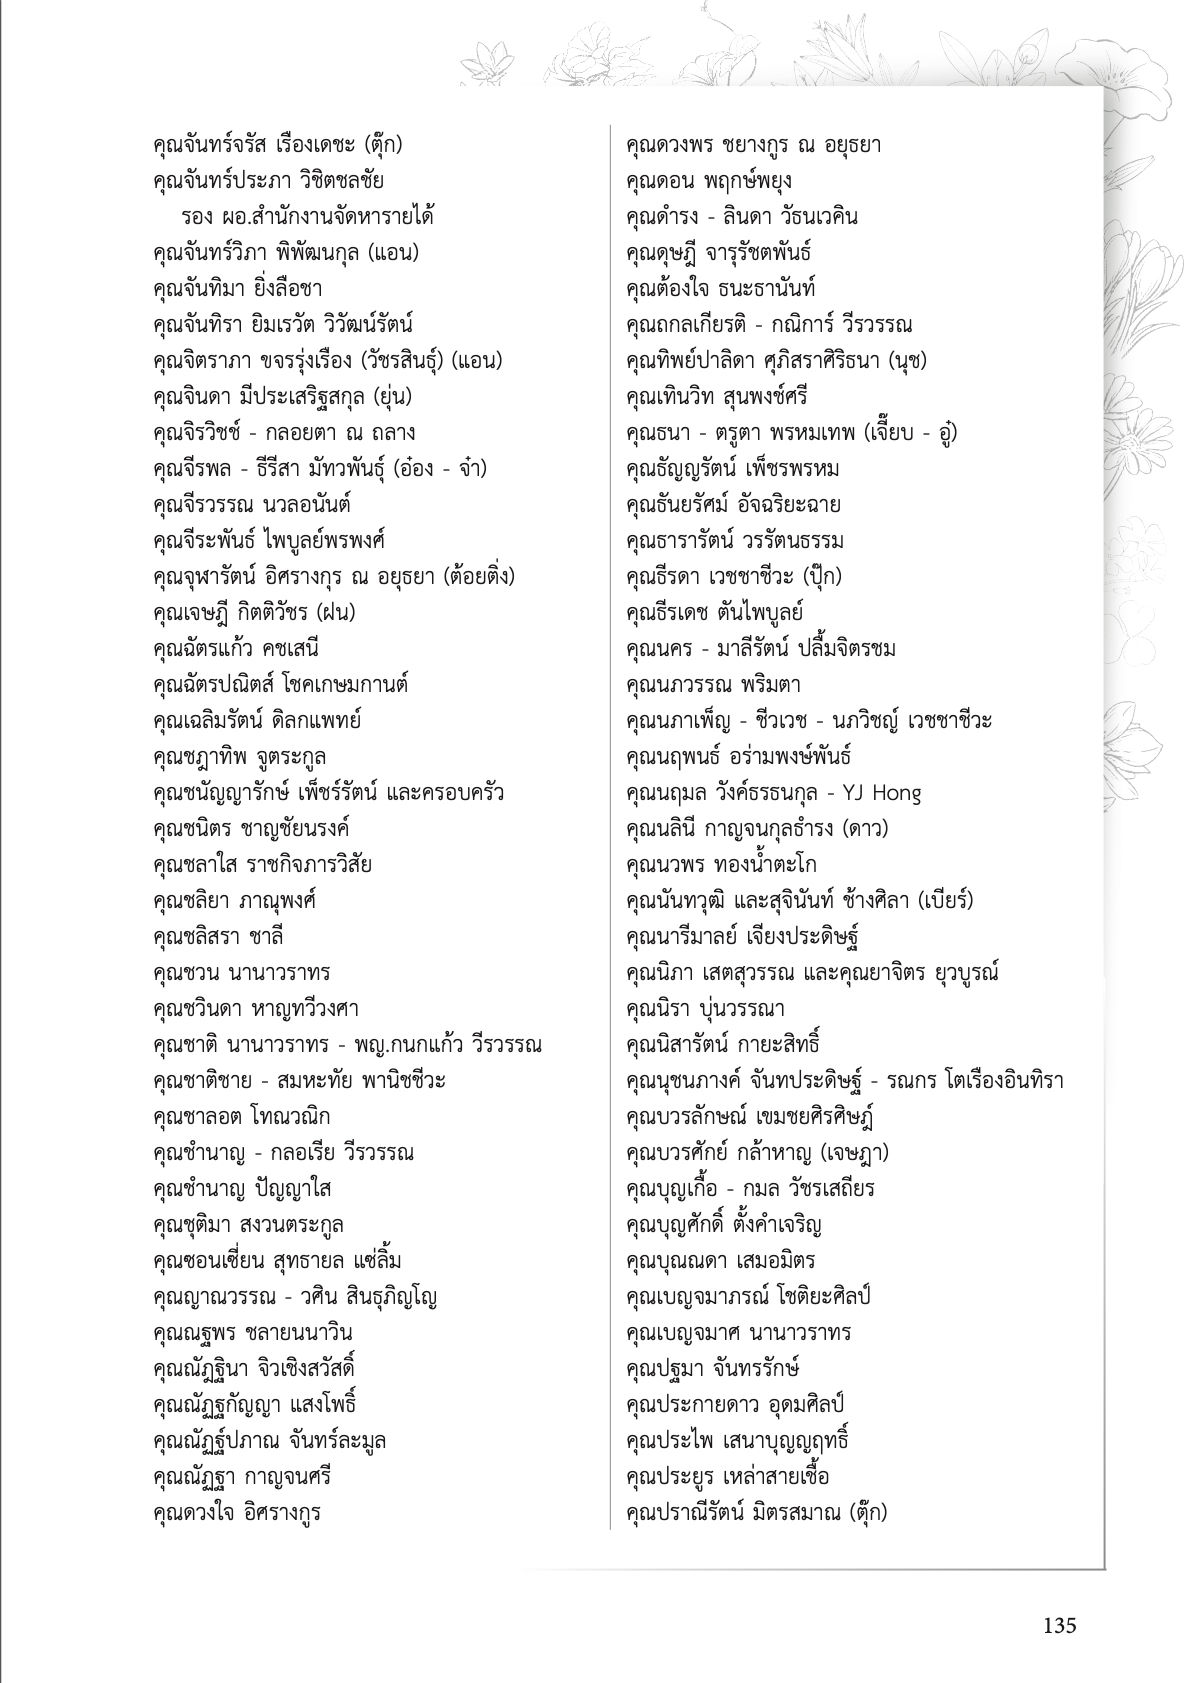 คุณจันทร์จรัส เรืองเดชะ (ตุ๊ก)
คุณจันทร์ประภา วิชิตชลชัย
รอง ผอ.สำนักงานจัดหารายได้
คุณจันทร์วิภา พิพัฒนกุล (แอน)
คุณจันทิมา ยิ่งลือชา
คุณจันทิรา ยิมเรวัต วิวัฒน์รัตน์
คุณจิตราภา ขจรรุ่งเรือง (วัชรสินธุ์) (แอน)
คุณจินดา มีประเสริฐสกุล (ยุ่น)
คุณจิรวิชช์ - กลอยตา ณ ถลาง
คุณจีรพล - ธีรีสา มัทวพันธุ์ (อ๋อง - จ๋า)
คุณจีรวรรณ นวลอนันต์
คุณจีระพันธ์ ไพบูลย์พรพงศ์
คุณจุฬารัตน์ อิศรางกุร ณ อยุธยา (ต้อยติ่ง)
คุณเจษฎี กิตติวัชร (ฝน)
คุณฉัตรแก้ว คชเสนี
คุณฉัตรปณิตส์ โชคเกษมกานต์
คุณเฉลิมรัตน์ ดิลกแพทย์
คุณชฎาทิพ จูตระกูล
คุณชนัญญารักษ์ เพ็ชร์รัตน์ และครอบครัว
คุณชนิตร ชาญชัยนรงค์
คุณชลาใส ราชกิจภารวิสัย
คุณชลิยา ภาณุพงศ์
คุณชลิสรา ชาลี
คุณชวน นานาวราทร
คุณชวินดา หาญทวีวงศา
คุณชาติ นานาวราทร - พญ.กนกแก้ว วีรวรรณ
คุณชาติชาย - สมหะทัย พานิชชีวะ
คุณชาลอต โทณวณิก
คุณชำนาญ - กลอเรีย วีรวรรณ
คุณชำนาญ ปัญญาใส
คุณชุติมา สงวนตระกูล
คุณซอนเซี่ยน สุทธายล แซ่ลิ้ม
คุณญาณวรรณ - วศิน สินธุภิญโญ
คุณณฐพร ชลายนนาวิน
คุณณัฎฐินา จิวเชิงสวัสดิ์
คุณณัฏฐกัญญา แสงโพธิ์
คุณณัฏฐ์ปภาณ จันทร์ละมูล
คุณณัฏฐา กาญจนศรี
คุณดวงใจ อิศรางกูร
คุณดวงพร ชยางกูร ณ อยุธยา
คุณดอน พฤกษ์พยุง
คุณดำรง - ลินดา วัธนเวคิน
คุณดุษฎี จารุรัชตพันธ์
คุณต้องใจ ธนะธานันท์
คุณถกลเกียรติ - กณิการ์ วีรวรรณ
คุณทิพย์ปาลิดา ศุภิสราศิริธนา (นุช)
คุณเทินวิท สุนพงช์ศรี
คุณธนา - ตรูตา พรหมเทพ (เจี๊ยบ - อู๋)
คุณธัญญรัตน์ เพ็ชรพรหม
คุณธันยรัศม์ อัจฉริยะฉาย
คุณธารารัตน์ วรรัตนธรรม
คุณธีรดา เวชชาชีวะ (ปุ๊ก)
คุณธีรเดช ตันไพบูลย์
คุณนคร - มาลีรัตน์ ปลื้มจิตรชม
คุณนภวรรณ พริมตา
คุณนภาเพ็ญ - ชีวเวช - นภวิชญ์ เวชชาชีวะ
คุณนฤพนธ์ อร่ามพงษ์พันธ์
คุณนฤมล วังค์ธรธนกุล - YJ Hong
คุณนลินี กาญจนกุลธำรง (ดาว)
คุณนวพร ทองน้ำตะโก
คุณนันทวุฒิ และสุจินันท์ ช้างศิลา (เบียร์)
คุณนารีมาลย์ เจียงประดิษฐ์
คุณนิภา เสตสุวรรณ และคุณยาจิตร ยุวบูรณ์
คุณนิรา บุ่นวรรณา
คุณนิสารัตน์ กายะสิทธิ์
คุณนุชนภางค์ จันทประดิษฐ์ - รณกร โตเรืองอินทิรา
คุณบวรลักษณ์ เขมชยศิรศิษฎ์
คุณบวรศักย์ กล้าหาญ (เจษฎา)
คุณบุญเกื้อ - กมล วัชรเสถียร
คุณบุญศักดิ์ ตั้งคำเจริญ
คุณบุณณดา เสมอมิตร
คุณเบญจมาภรณ์ โชติยะศิลป์
คุณเบญจมาศ นานาวราทร
คุณปฐมา จันทรรักษ์
คุณประกายดาว อุดมศิลป์
คุณประไพ เสนาบุญญฤทธิ์
คุณประยูร เหล่าสายเชื้อ
คุณปราณีรัตน์ มิตรสมาณ (ตุ๊ก)
135